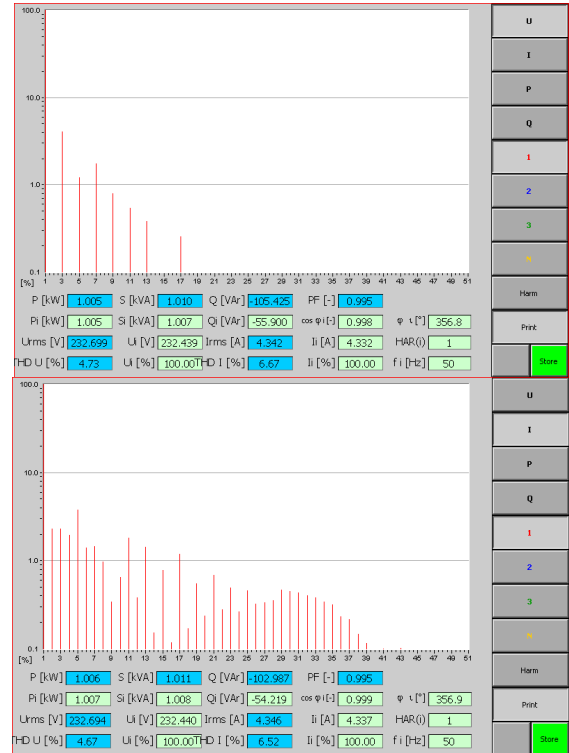 100.0
U
I
P
10.0
Q
1
1.0
2
3
N
0.1
1 3 5 7 9 11 13 15 17 19 21 23 25 27 29 31 33 35 37 39 41 43 45 47 49 51
[%]
Harm
P [kW] 1.005 S [kVA] 1.010 Q [VAr] -105.425 PF [-] 0.995
Pi [kW] 1.005 Si [kVA] 1.007 Qi [VAr] -55.900 cos φ i [-] 0.998 φ ι [°] 356.8
Print
Urms [V] 232.699 Ui [V] 232.439 Irms [A] 4.342 Ii [A] 4.332 HAR(i) 1
THD U [%] 4.73 Ui [%] 100.00 THD I [%] 6.67 Ii [%] 100.00 f i [Hz] 50
Store
100.0
U
I
P
10.0
Q
1
1.0
2
3
N
0.1
1 3 5 7 9 11 13 15 17 19 21 23 25 27 29 31 33 35 37 39 41 43 45 47 49 51
[%]
Harm
P [kW] 1.006 S [kVA] 1.011 Q [VAr] -102.987 PF [-] 0.995
Pi [kW] 1.007 Si [kVA] 1.008 Qi [VAr] -54.219 cos φ i [-] 0.999 φ ι [°] 356.9
Print
Urms [V] 232.694 Ui [V] 232.440 Irms [A] 4.346 Ii [A] 4.337 HAR(i) 1
THD U [%] 4.67 Ui [%] 100.00 THD I [%] 6.52 Ii [%] 100.00 f i [Hz] 50
Store